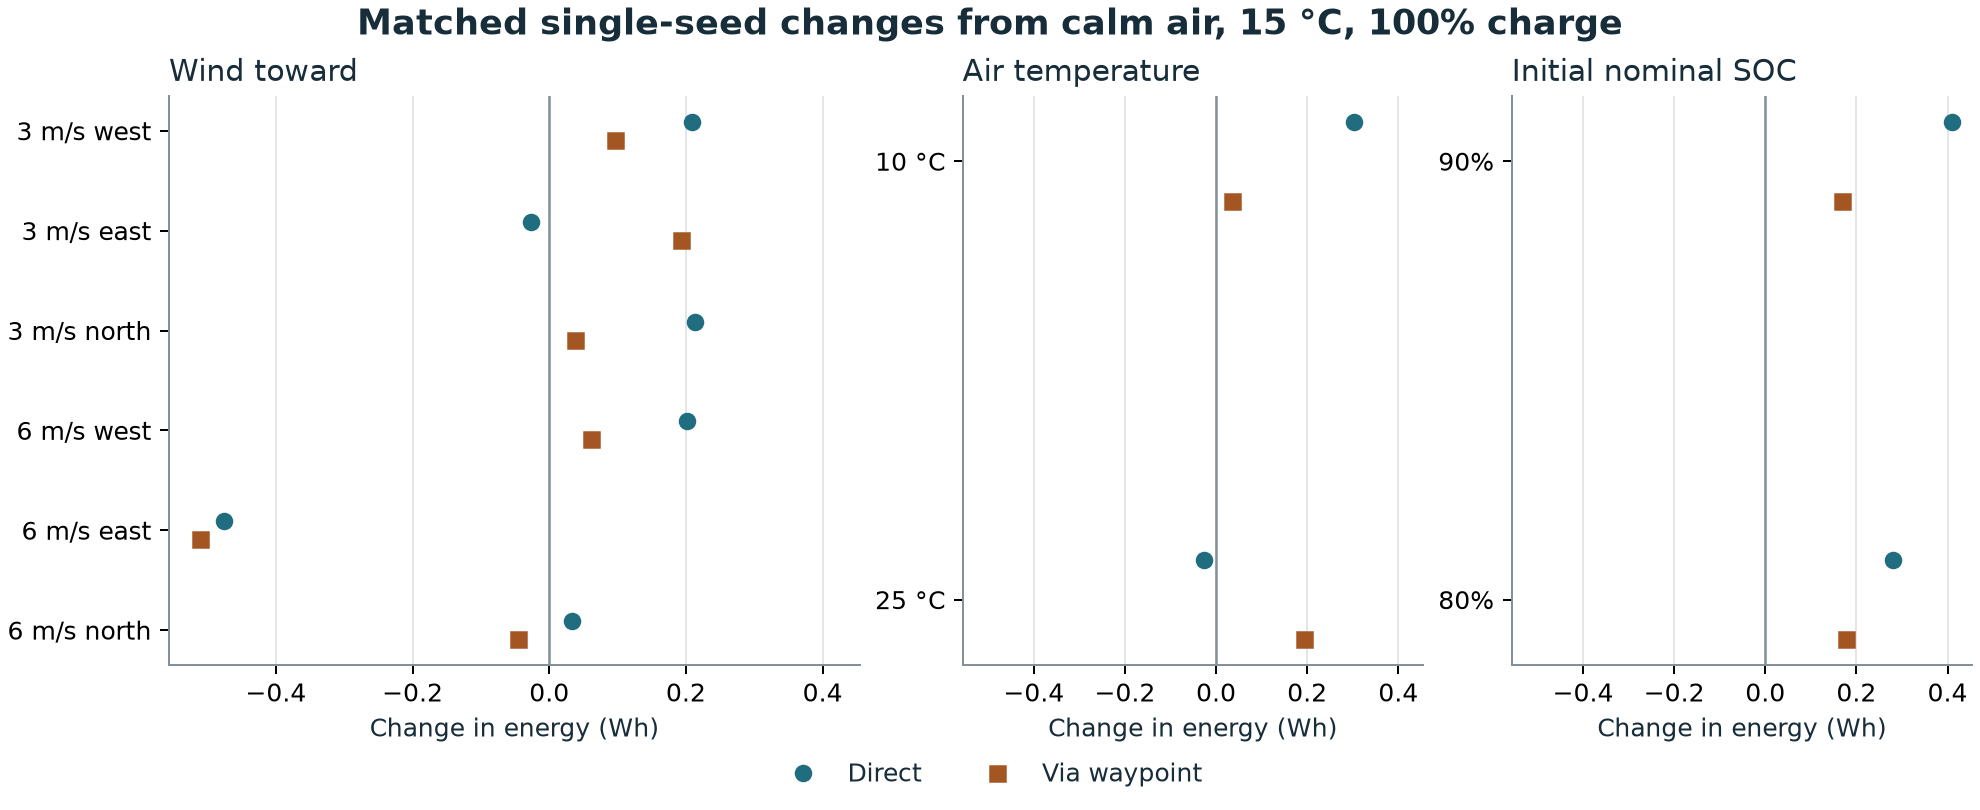 Matched single-seed changes from calm air, 15 °C, 100% charge
Wind toward
3 m/s west
3 m/s east
3 m/s north
6 m/s west
6 m/s east
6 m/s north
−0.4 −0.2 0.0 0.2 0.4
Change in energy (Wh)
Air temperature
10 °C
25 °C
−0.4 −0.2 0.0 0.2 0.4
Change in energy (Wh)
Initial nominal SOC
90%
80%
−0.4 −0.2 0.0 0.2 0.4
Change in energy (Wh)
Direct Via waypoint